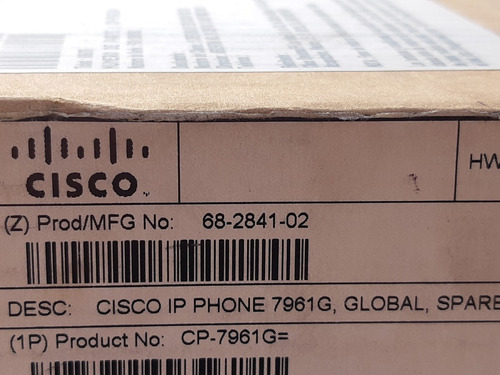 CISCO
HW
(Z) Prod/MFG No: 68-2841-02
DESC: CISCO IP PHONE 7961G, GLOBAL, SPARE
(1P) Product No: CP-7961G=